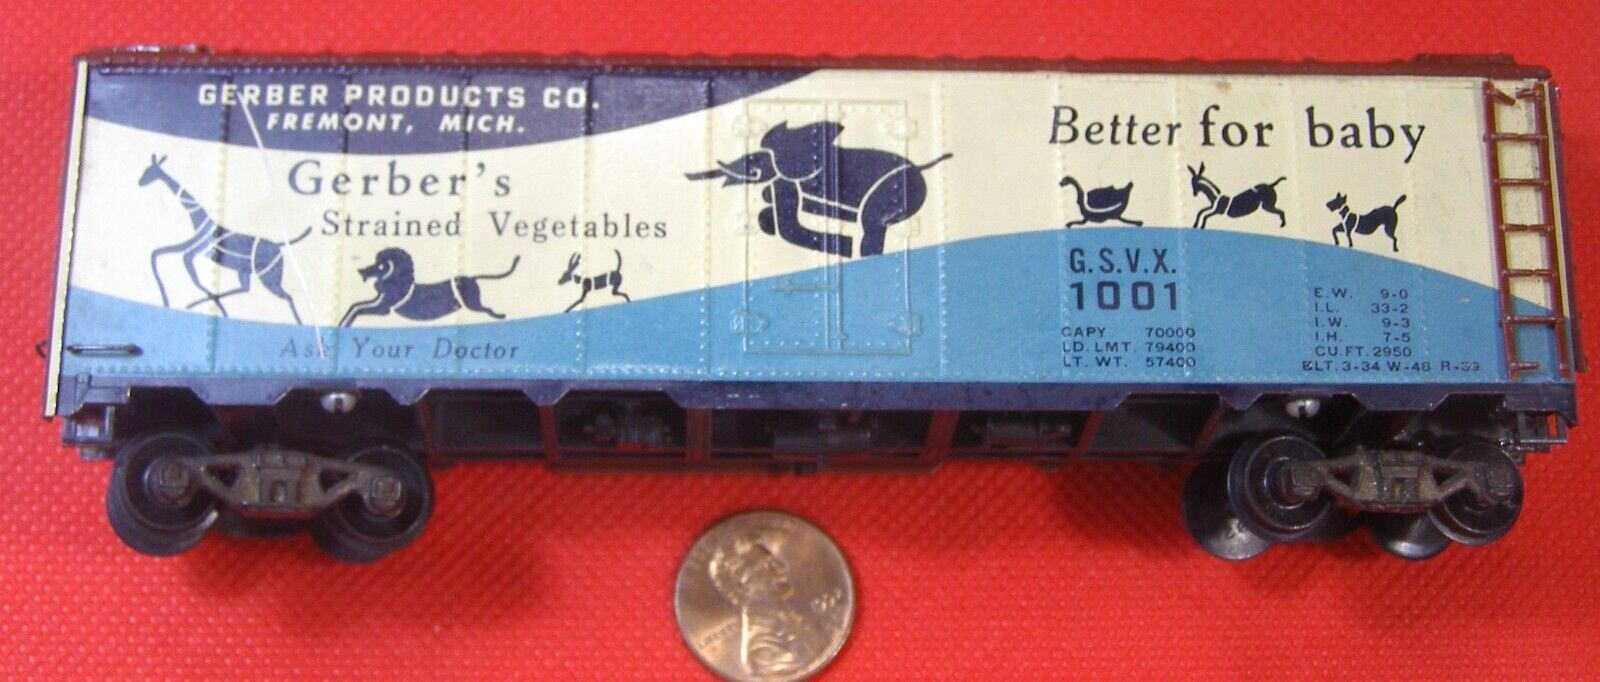 GERBER PRODUCTS CO.
FREMONT, MICH.
Gerber's
Strained Vegetables
Ask Your Doctor
Better for baby
G.S.V.X.
1001
CAPY 70000
LD. LMT. 79400
LT. WT. 57400
E.W. 9-0
I.L. 33-2
I.W. 9-3
I.H. 7-5
CU.FT. 2950
BLT. 3-34 W-48 R-39